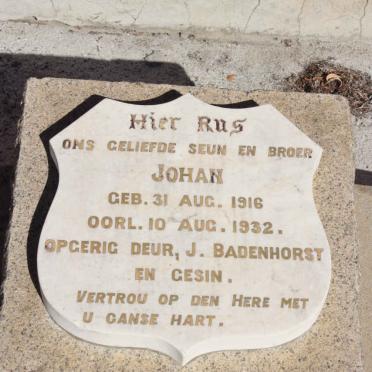 Hier Rus
ONS GELIEFDE SEUN EN BROER
JOHAN
GEB. 31 AUG. 1916
OORL. 10 AUG. 1932.
OPGERIG DEUR, J. BADENHORST
EN GESIN.
VERTROU OP DEN HERE MET
U GANSE HART.